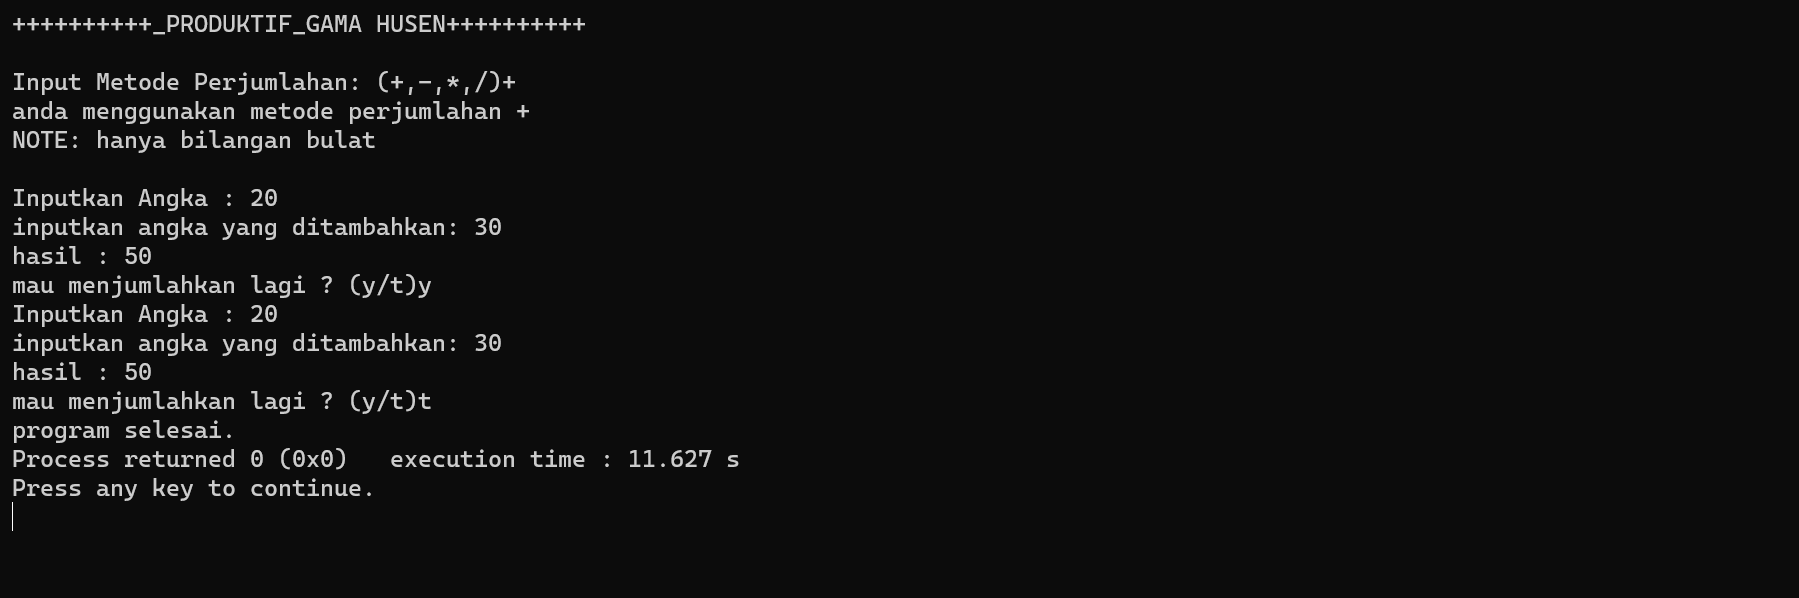 ++++++++++_PRODUKTIF_GAMA HUSEN++++++++++
Input Metode Perjumlahan: (+,-,*,/)+
anda menggunakan metode perjumlahan +
NOTE: hanya bilangan bulat
Inputkan Angka : 20
inputkan angka yang ditambahkan: 30
hasil : 50
mau menjumlahkan lagi ? (y/t)y
Inputkan Angka : 20
inputkan angka yang ditambahkan: 30
hasil : 50
mau menjumlahkan lagi ? (y/t)t
program selesai.
Process returned 0 (0x0)   execution time : 11.627 s
Press any key to continue.